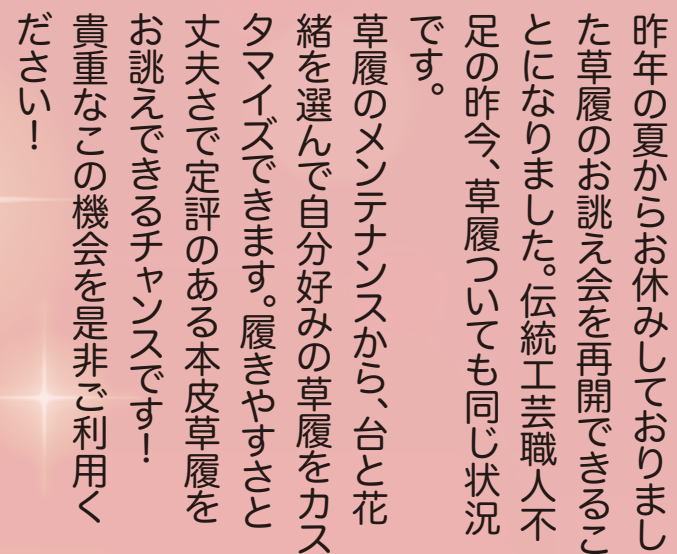 昨年の夏からお休みしておりまし
た草履のお誂え会を再開できるこ
とになりました。伝統工芸職人不
足の昨今、草履ついても同じ状況
です。
草履のメンテナンスから、台と花
緒を選んで自分好みの草履をカス
タマイズできます。履きやすさと
丈夫さで定評のある本皮草履を
お誂えできるチャンスです！
貴重なこの機会を是非ご利用く
ださい！